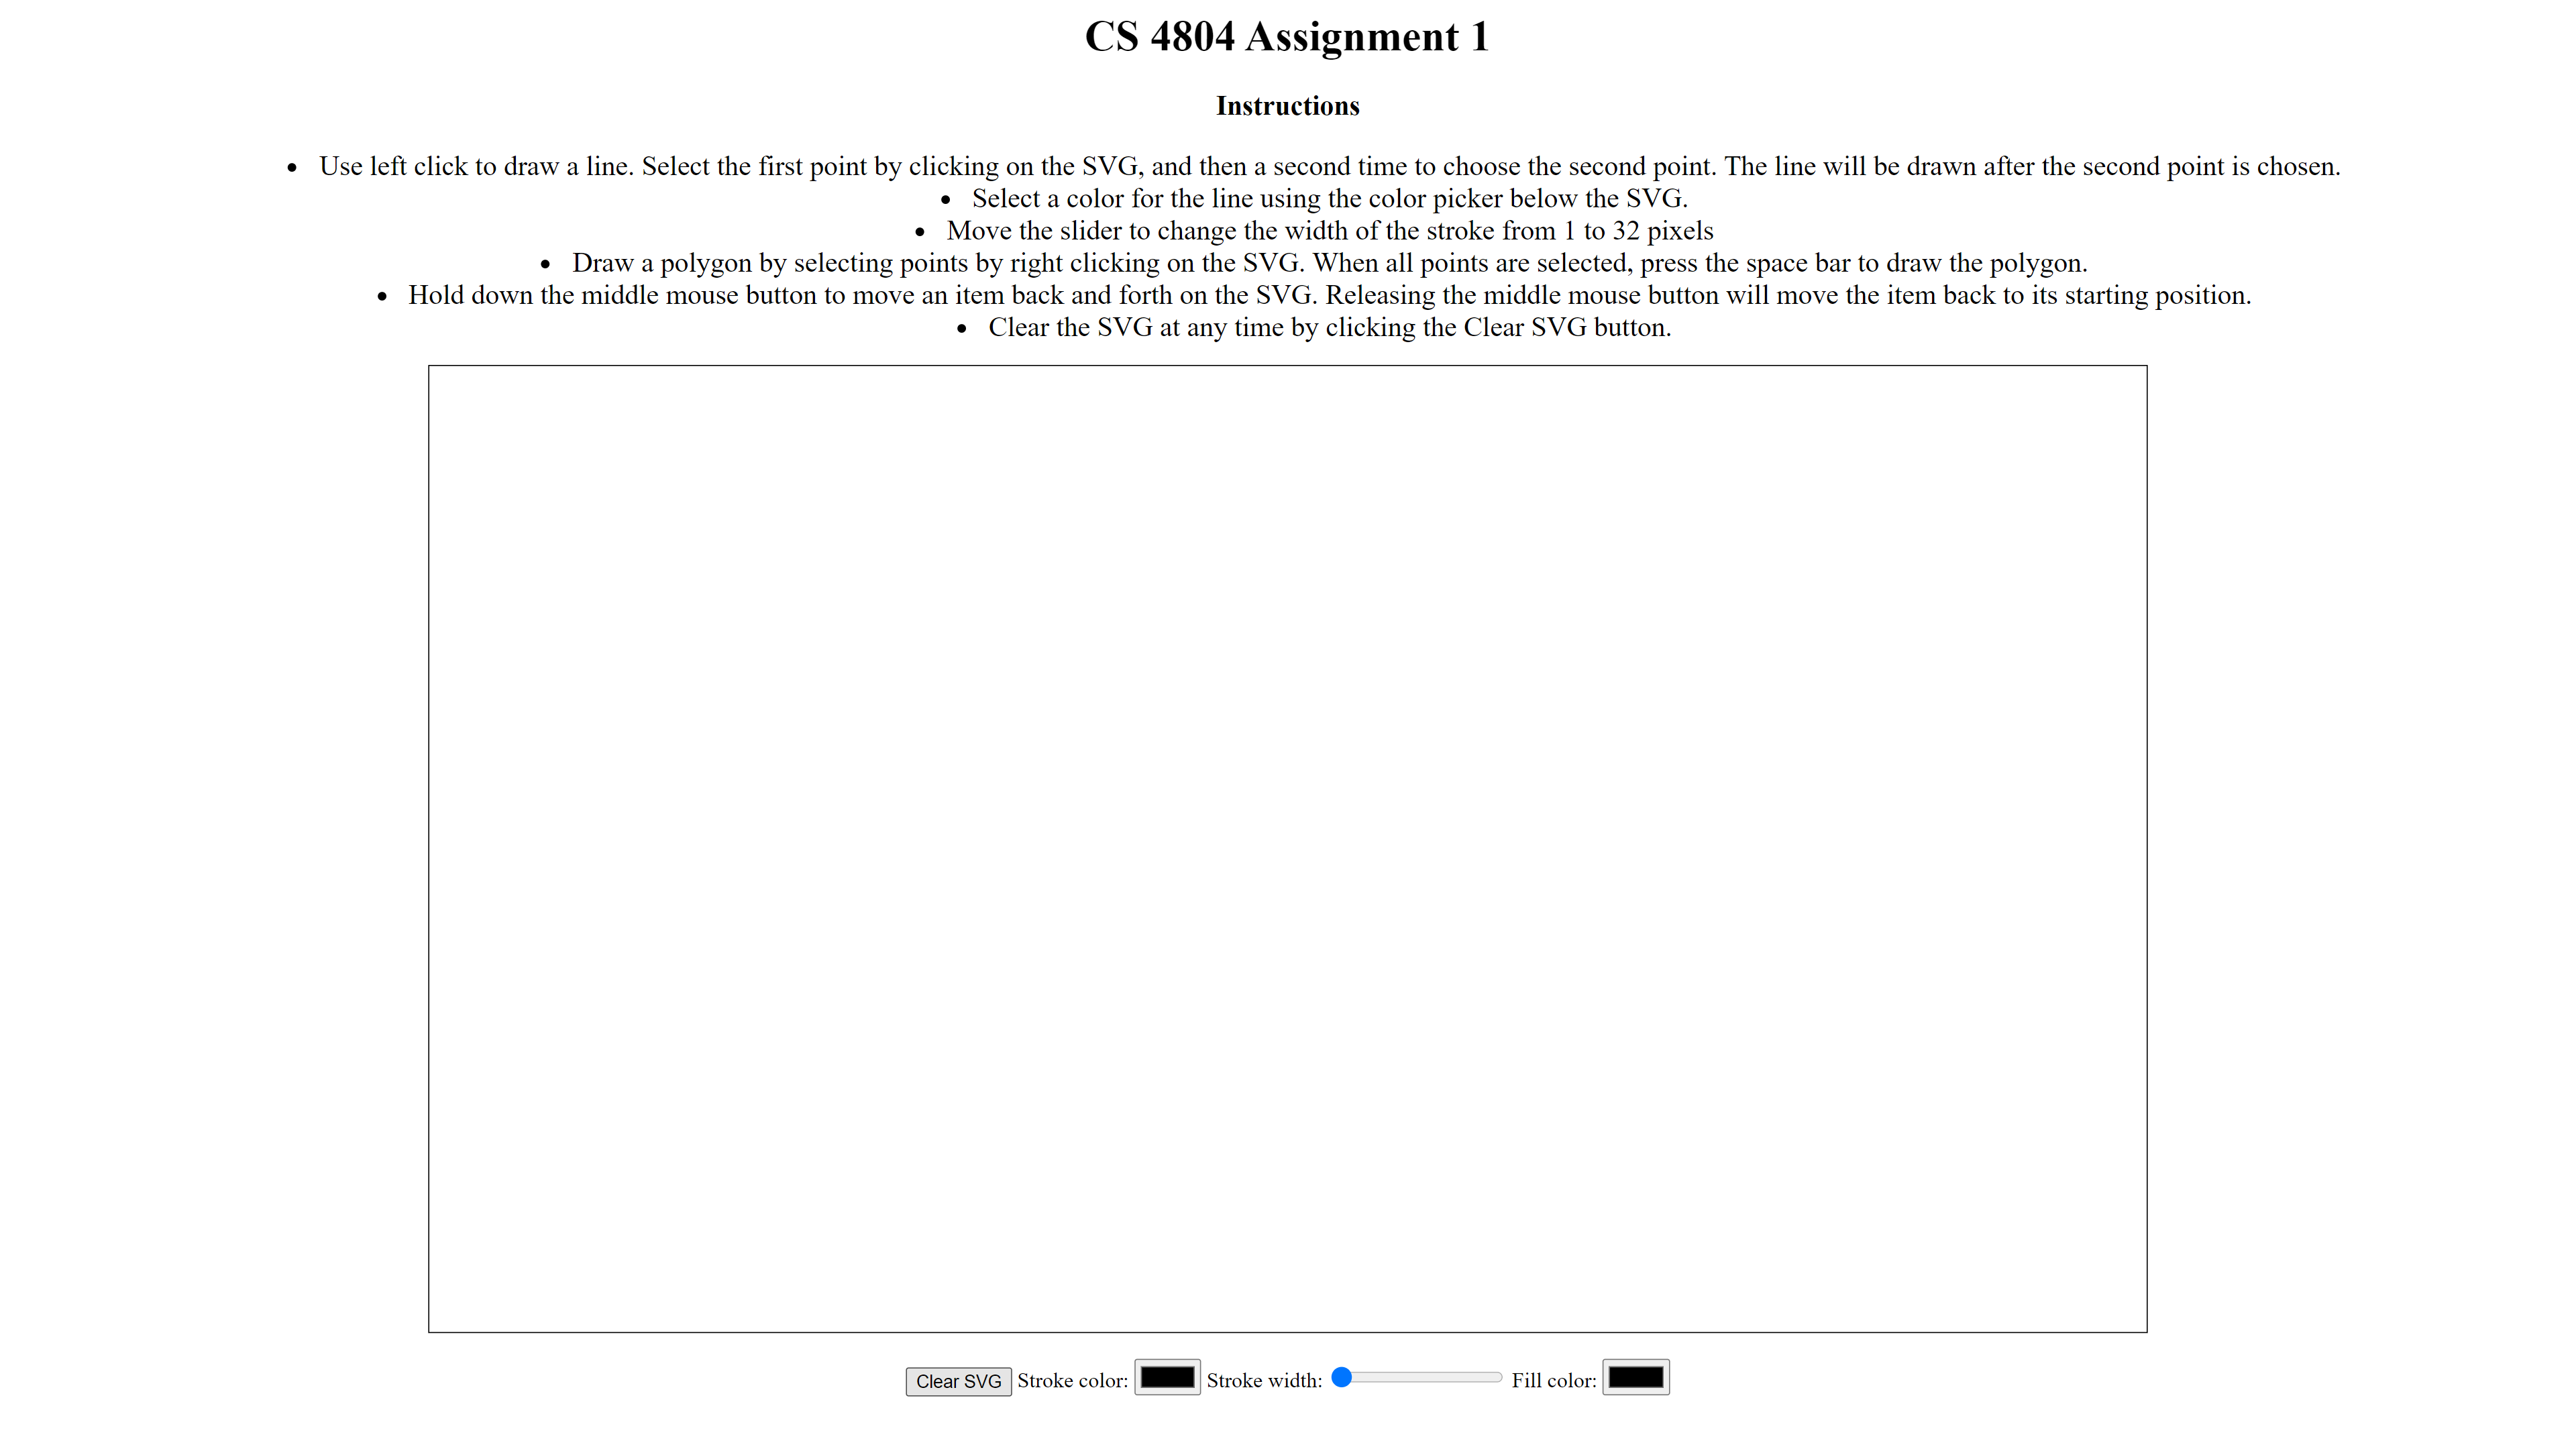 CS 4804 Assignment 1
Instructions
• Use left click to draw a line. Select the first point by clicking on the SVG, and then a second time to choose the second point. The line will be drawn after the second point is chosen.
• Select a color for the line using the color picker below the SVG.
• Move the slider to change the width of the stroke from 1 to 32 pixels
• Draw a polygon by selecting points by right clicking on the SVG. When all points are selected, press the space bar to draw the polygon.
• Hold down the middle mouse button to move an item back and forth on the SVG. Releasing the middle mouse button will move the item back to its starting position.
• Clear the SVG at any time by clicking the Clear SVG button.
Clear SVG Stroke color: Stroke width: Fill color: